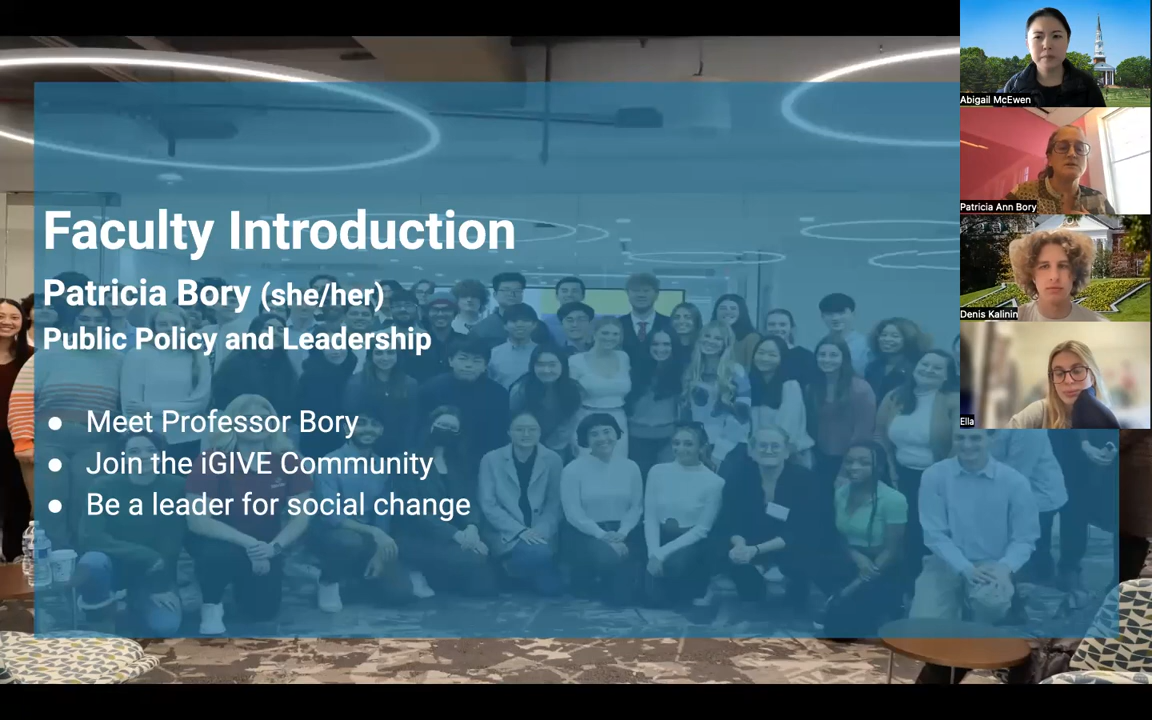 Faculty Introduction
Patricia Bory (she/her)
Public Policy and Leadership
● Meet Professor Bory
● Join the iGIVE Community
● Be a leader for social change
Abigail McEwen
Patricia Ann Bory
Denis Kalinin
Ella